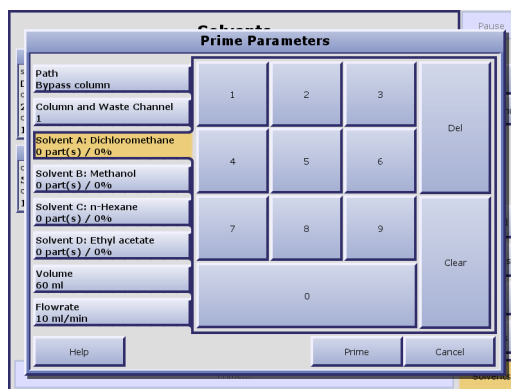 Pause
Prime Parameters
Path
Bypass column
Column and Waste Channel
1
Solvent A: Dichloromethane
0 part(s) / 0%
Solvent B: Methanol
0 part(s) / 0%
Solvent C: n-Hexane
0 part(s) / 0%
Solvent D: Ethyl acetate
0 part(s) / 0%
Volume
60 ml
Flowrate
10 ml/min
1
2
3
Del
4
5
6
7
8
9
Clear
0
Help
Prime
Cancel
Solvents